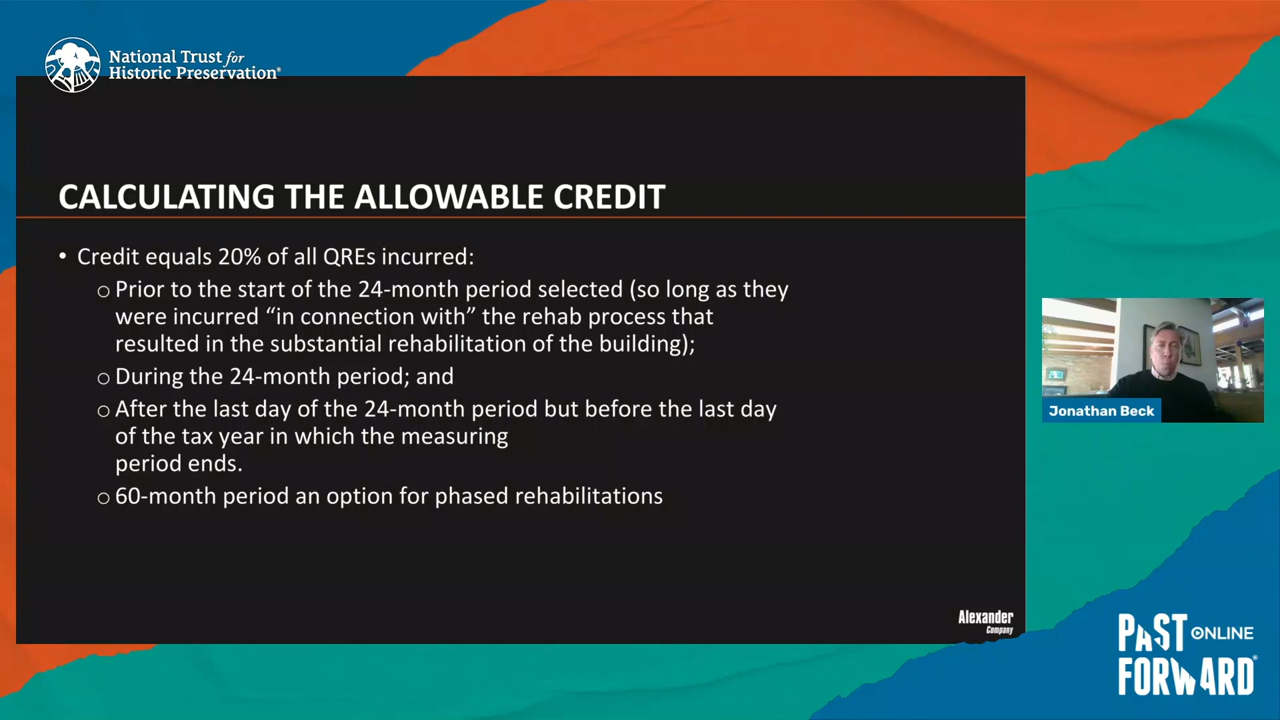 National Trust for
Historic Preservation®
CALCULATING THE ALLOWABLE CREDIT
• Credit equals 20% of all QREs incurred:
o Prior to the start of the 24-month period selected (so long as they
were incurred “in connection with” the rehab process that
resulted in the substantial rehabilitation of the building);
o During the 24-month period; and
o After the last day of the 24-month period but before the last day
of the tax year in which the measuring
period ends.
o 60-month period an option for phased rehabilitations
Jonathan Beck
Alexander
Company
PAST ONLINE
FORWARD®